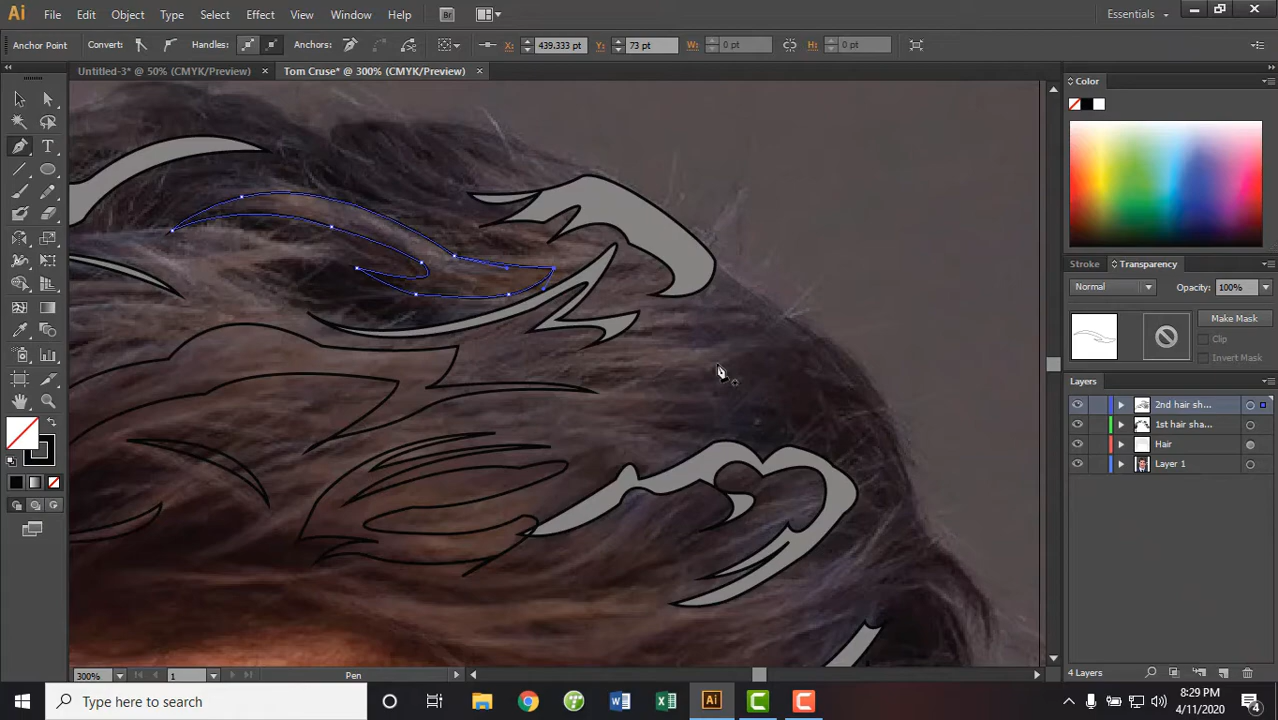 Ai File Edit Object Type Select Effect View Window Help Br Essentials
Anchor Point Convert: Handles: Anchors: X: 439.333 pt Y: 73 pt W: 0 pt H: 0 pt
Untitled-3* @ 50% (CMYK/Preview) × Tom Cruse* @ 300% (CMYK/Preview) ×
Color
Stroke Transparency
Normal Opacity: 100%
Make Mask
Clip
Invert Mask
Layers
2nd hair sh...
1st hair sha...
Hair
Layer 1
4 Layers
300% 1 Pen
Type here to search
Ai
8:29 PM
4/11/2020
4